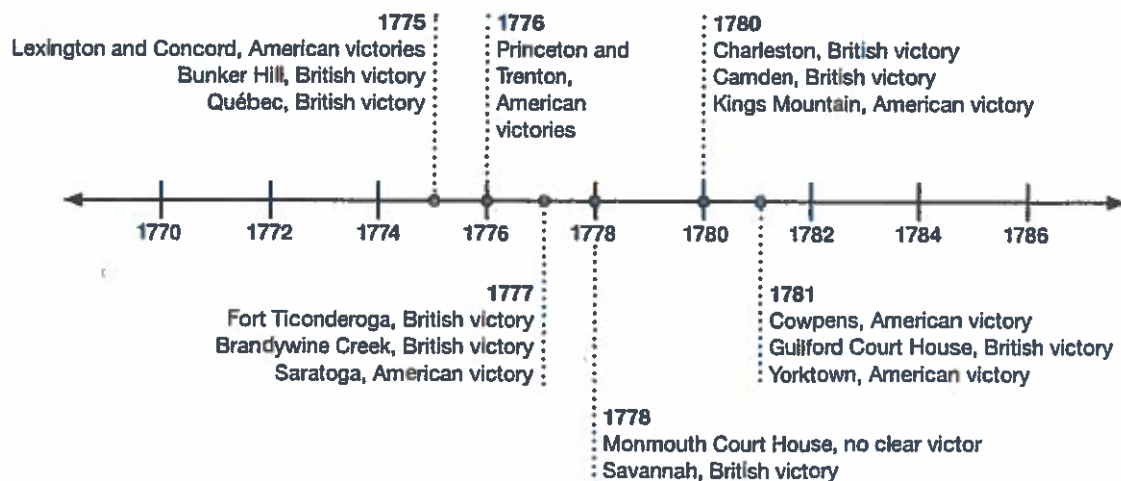 1775
Lexington and Concord, American victories
Bunker Hill, British victory
Québec, British victory
1776
Princeton and
Trenton,
American
victories
1780
Charleston, British victory
Camden, British victory
Kings Mountain, American victory
1770
1772
1774
1776
1778
1780
1782
1784
1786
1777
Fort Ticonderoga, British victory
Brandywine Creek, British victory
Saratoga, American victory
1778
Monmouth Court House, no clear victor
Savannah, British victory
1781
Cowpens, American victory
Guilford Court House, British victory
Yorktown, American victory